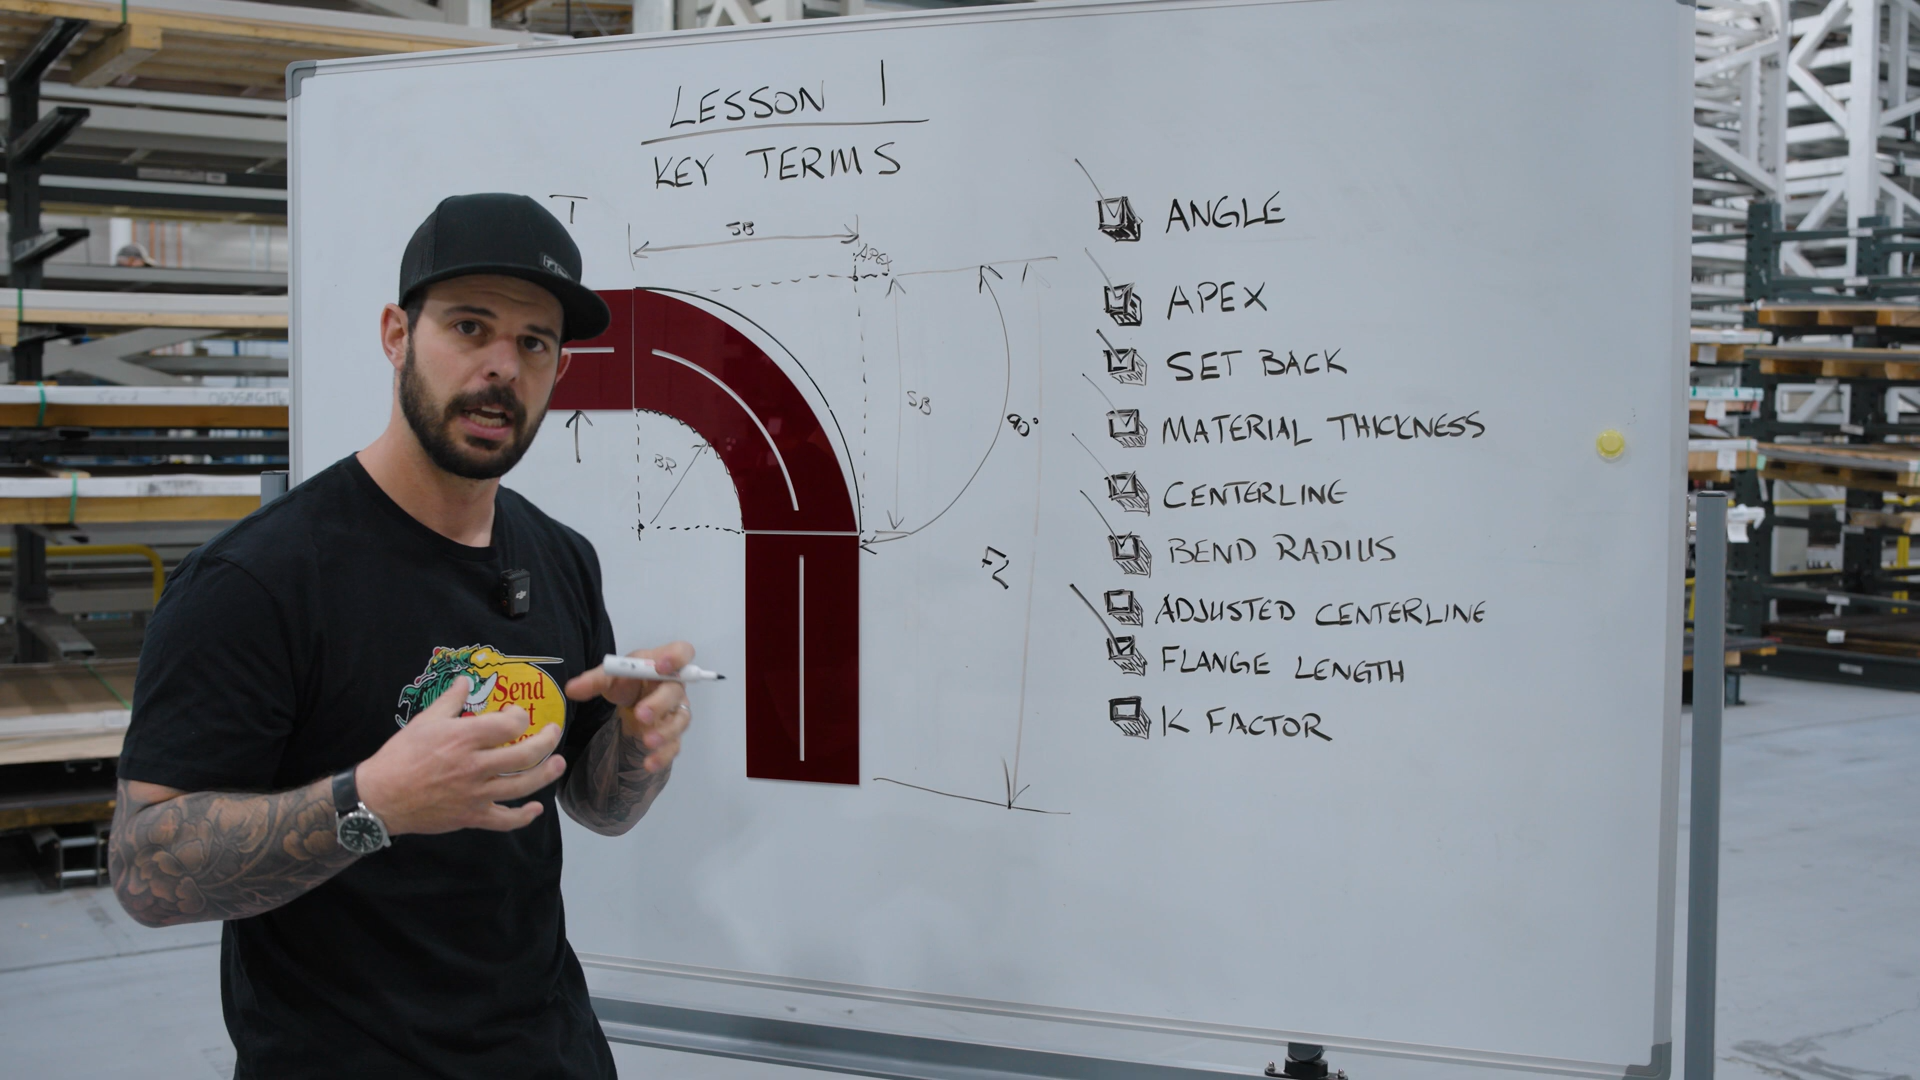 LESSON 1
KEY TERMS
T
SB
APEX
SB
90°
BR
ANGLE
APEX
SET BACK
MATERIAL THICKNESS
CENTERLINE
BEND RADIUS
ADJUSTED CENTERLINE
FLANGE LENGTH
K FACTOR
Send
Cut